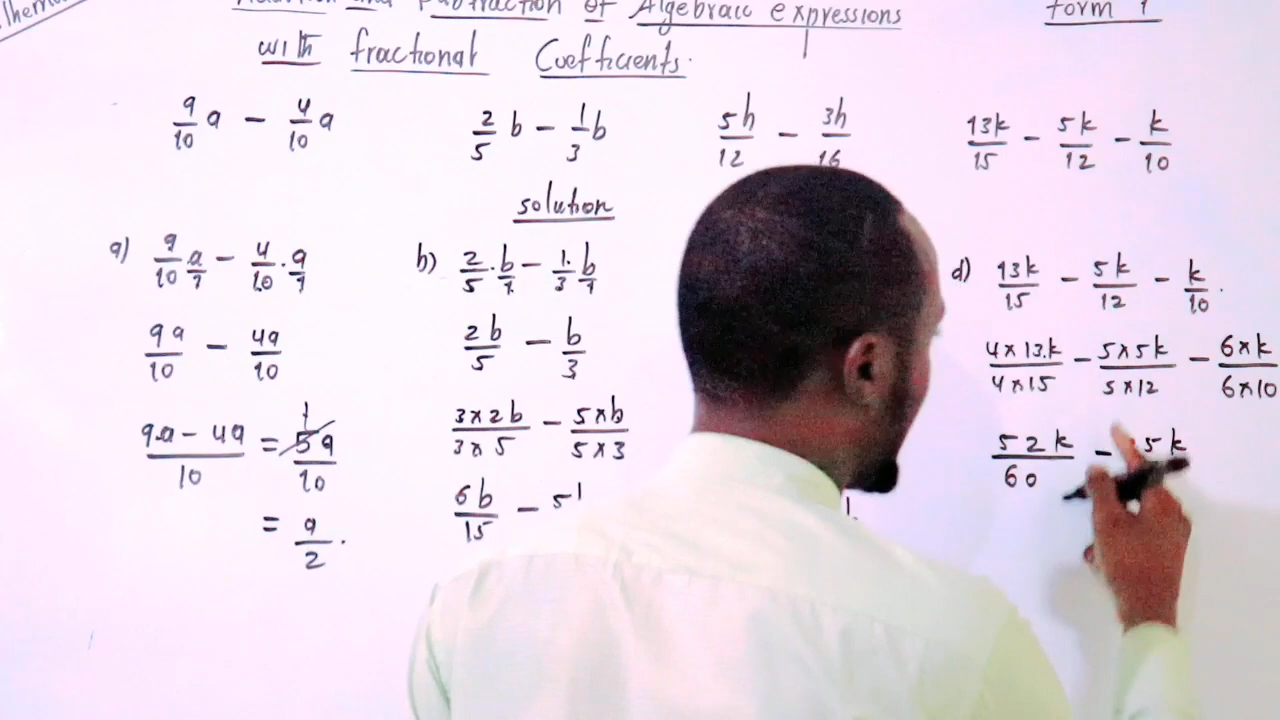 Subtraction of Algebraic expressions
form 1
with fractional Coefficients.
9/10 a - 4/10 a
2/5 b - 1/3 b
5h/12 - 3h/16
13k/15 - 5k/12 - k/10
solution
a) 9/10 . a/1 - 4/10 . a/1
9a/10 - 4a/10
(9a - 4a)/10 = 5a/10
= a/2 .
b) 2/5 . b/1 - 1/3 . b/1
2b/5 - b/3
3×2b/3×5 - 5×b/5×3
6b/15 - 5
d) 13k/15 - 5k/12 - k/10 .
4×13k/4×15 - 5×5k/5×12 - 6×k/6×10
52k/60 - 5k